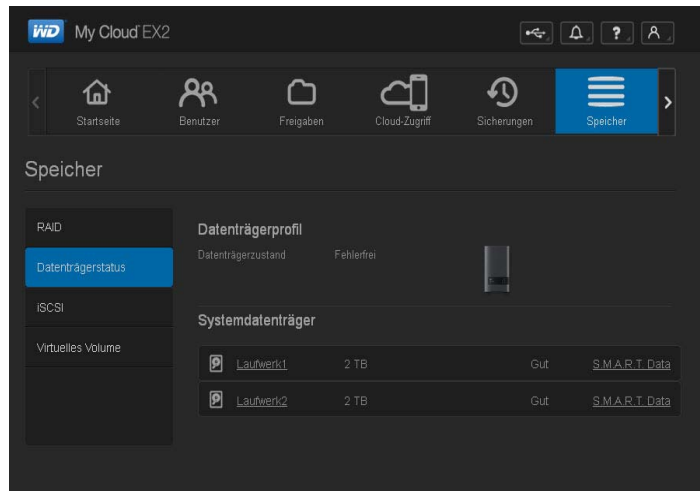 WD My Cloud EX2
?
Startseite Benutzer Freigaben Cloud-Zugriff Sicherungen Speicher
Speicher
RAID
Datenträgerstatus
iSCSI
Virtuelles Volume
Datenträgerprofil
Datenträgerzustand Fehlerfrei
Systemdatenträger
Laufwerk1 2 TB Gut S.M.A.R.T. Data
Laufwerk2 2 TB Gut S.M.A.R.T. Data